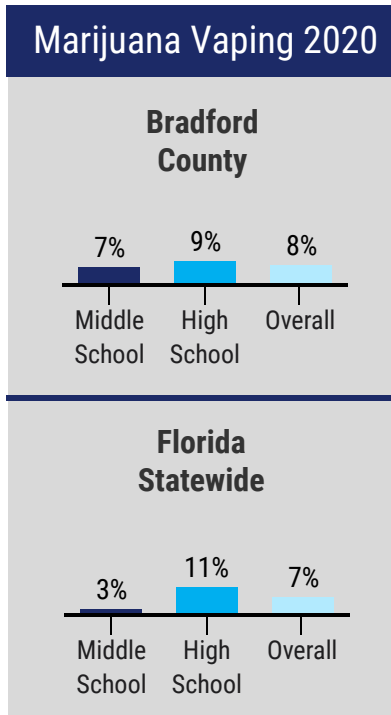 Marijuana Vaping 2020
Bradford
County
7%
9%
8%
Middle
School
High
School
Overall
Florida
Statewide
3%
11%
7%
Middle
School
High
School
Overall